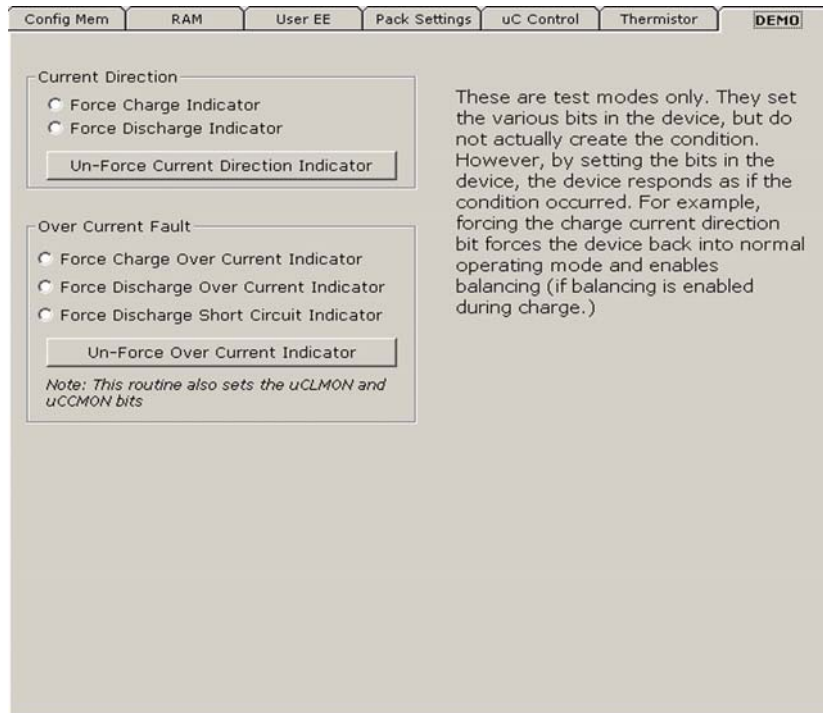 Config Mem RAM User EE Pack Settings uC Control Thermistor DEMO
Current Direction
Force Charge Indicator
Force Discharge Indicator
Un-Force Current Direction Indicator
Over Current Fault
Force Charge Over Current Indicator
Force Discharge Over Current Indicator
Force Discharge Short Circuit Indicator
Un-Force Over Current Indicator
Note: This routine also sets the uCLMON and
uCCMON bits
These are test modes only. They set
the various bits in the device, but do
not actually create the condition.
However, by setting the bits in the
device, the device responds as if the
condition occurred. For example,
forcing the charge current direction
bit forces the device back into normal
operating mode and enables
balancing (if balancing is enabled
during charge.)